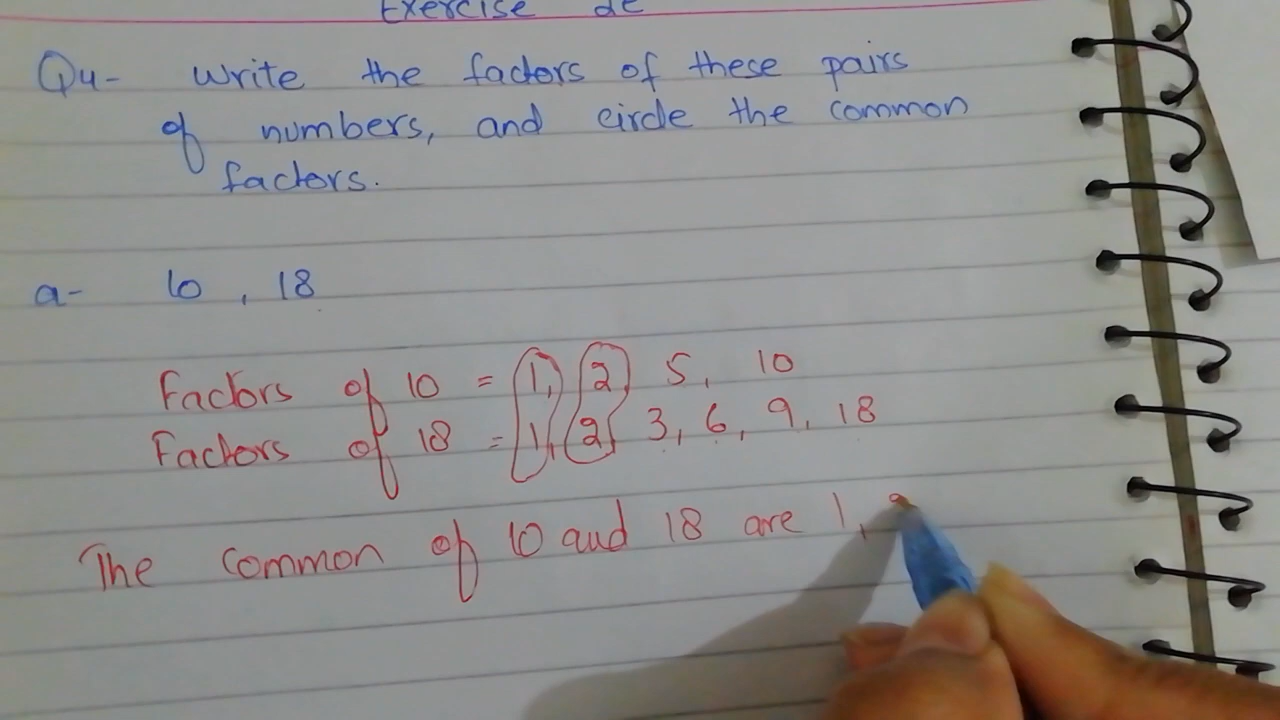 Exercise
Q4- Write the factors of these pairs
of numbers, and circle the common
factors.
a- 10, 18
Factors of 10 = 1, 2, 5, 10
Factors of 18 = 1, 2, 3, 6, 9, 18
The common of 10 and 18 are 1,